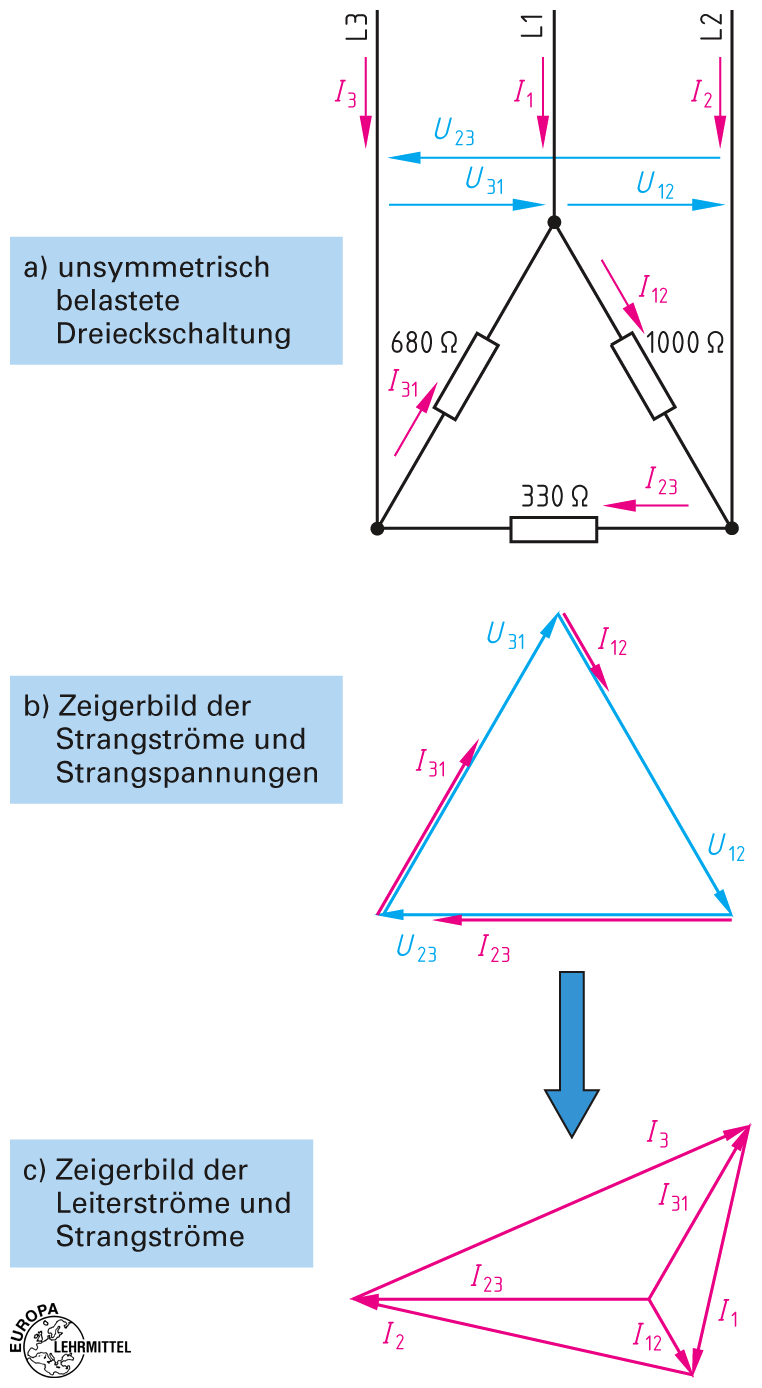 L3
L1
L2
I3
I1
I2
U23
U31
U12
a) unsymmetrisch
belastete
Dreieckschaltung
I12
680 Ω
1000 Ω
I31
330 Ω
I23
U31
I12
b) Zeigerbild der
Strangströme und
Strangspannungen
I31
U12
U23
I23
I3
c) Zeigerbild der
Leiterströme und
Strangströme
I31
I23
I1
I2
I12
EUROPA
LEHRMITTEL